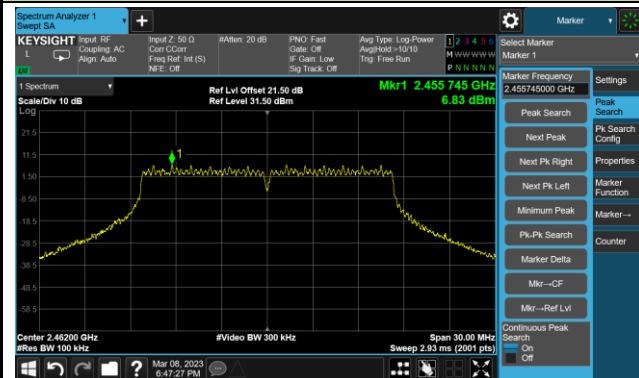 Spectrum Analyzer 1
Swept SA
Marker
KEYSIGHT
Input: RF
Coupling: AC
Align: Auto
Input Z: 50 Ω
Corr CCorr
Freq Ref: Int (S)
NFE: Off
#Atten: 20 dB
PNO: Fast
Gate: Off
IF Gain: Low
Sig Track: Off
Avg Type: Log-Power
Avg|Hold:>10/10
Trig: Free Run
1 2 3 4 5 6
M W W W W W
P N N N N N
L
LXI
1 Spectrum
Scale/Div 10 dB
Log
Ref Lvl Offset 21.50 dB
Ref Level 31.50 dBm
Mkr1 2.455 745 GHz
6.83 dBm
21.5
11.5
1.50
-8.50
-18.5
-28.5
-38.5
-48.5
-58.5
1
Center 2.46200 GHz
#Res BW 100 kHz
#Video BW 300 kHz
Span 30.00 MHz
Sweep 2.93 ms (2001 pts)
Mar 08, 2023
6:47:27 PM
Select Marker
Marker 1
Marker Frequency
2.455745000 GHz
Peak Search
Next Peak
Next Pk Right
Next Pk Left
Minimum Peak
Pk-Pk Search
Marker Delta
Mkr→CF
Mkr→Ref Lvl
Continuous Peak
Search
On
Off
Settings
Peak
Search
Pk Search
Config
Properties
Marker
Function
Marker→
Counter